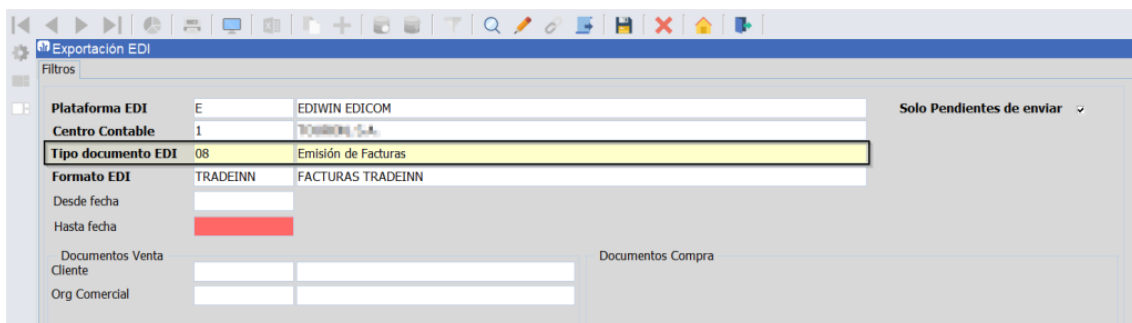 Exportación EDI
Filtros
Plataforma EDI E EDIWIN EDICOM Solo Pendientes de enviar
Centro Contable 1
Tipo documento EDI 08 Emisión de Facturas
Formato EDI TRADEINN FACTURAS TRADEINN
Desde fecha
Hasta fecha
Documentos Venta Documentos Compra
Cliente
Org Comercial